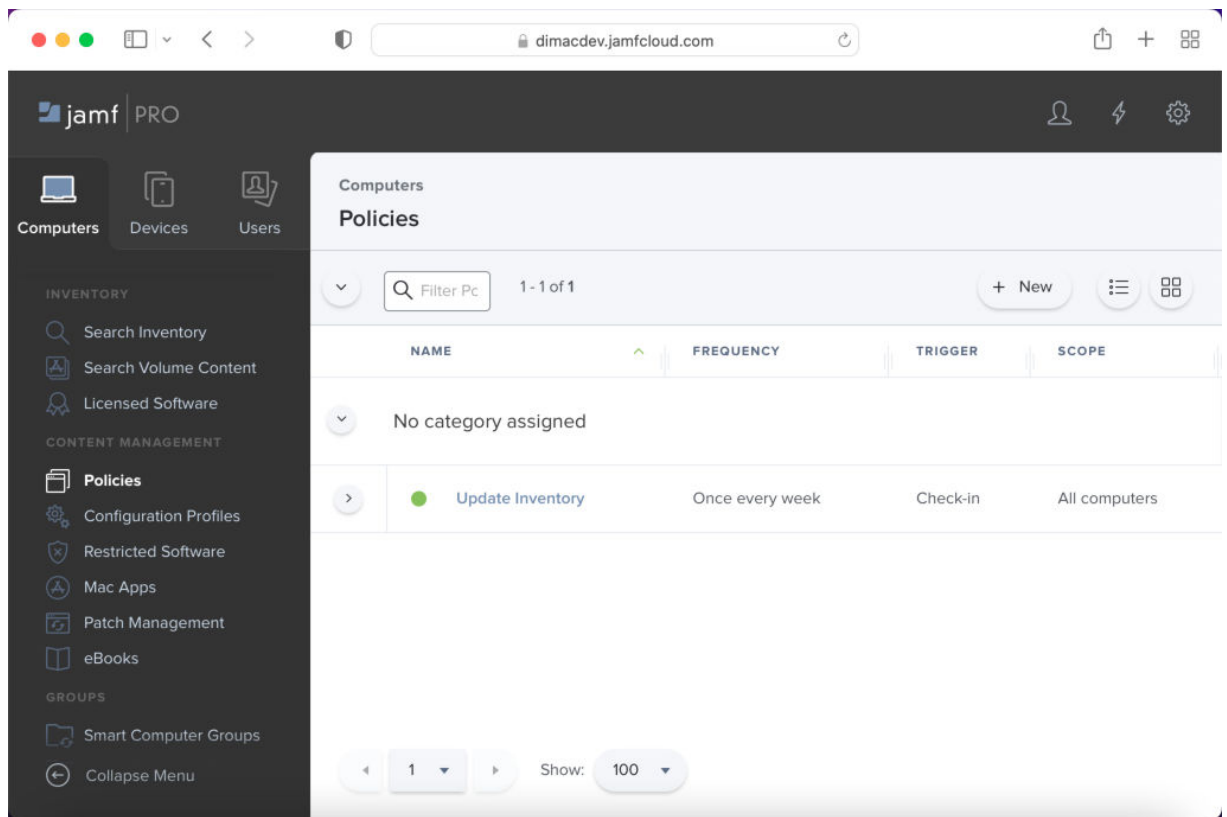 dimacdev.jamfcloud.com
jamf PRO
Computers
Devices
Users
INVENTORY
Search Inventory
Search Volume Content
Licensed Software
CONTENT MANAGEMENT
Policies
Configuration Profiles
Restricted Software
Mac Apps
Patch Management
eBooks
GROUPS
Smart Computer Groups
Collapse Menu
Computers
Policies
Filter Pc
1 - 1 of 1
+ New
NAME FREQUENCY TRIGGER SCOPE
No category assigned
Update Inventory Once every week Check-in All computers
1 Show: 100